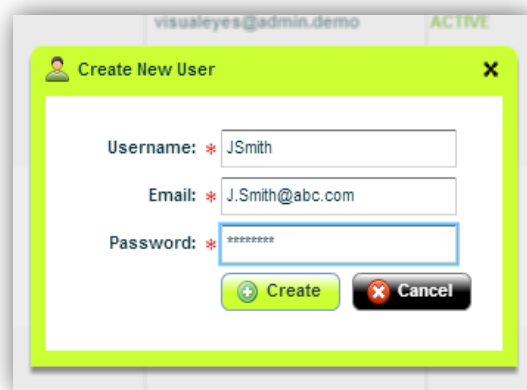 visualeyes@admin.demo ACTIVE
Create New User
Username: * JSmith
Email: * J.Smith@abc.com
Password: * ********
Create Cancel